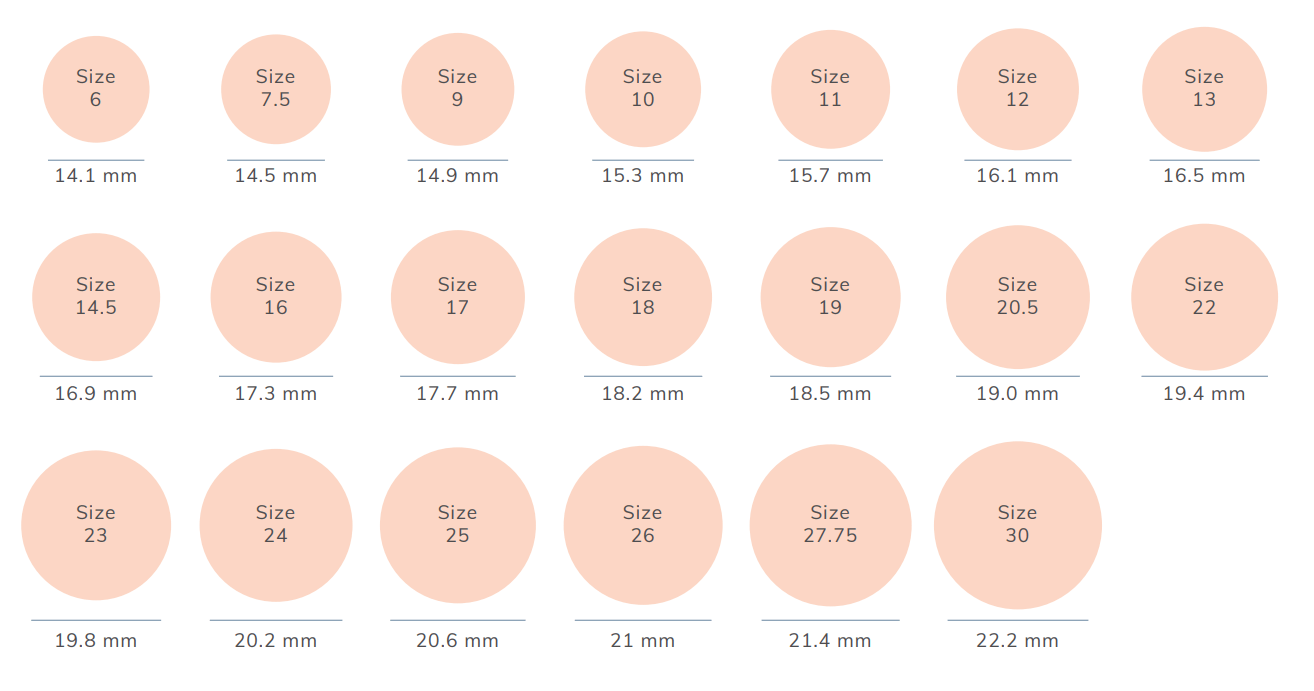 Size
6
14.1 mm
Size
7.5
14.5 mm
Size
9
14.9 mm
Size
10
15.3 mm
Size
11
15.7 mm
Size
12
16.1 mm
Size
13
16.5 mm
Size
14.5
16.9 mm
Size
16
17.3 mm
Size
17
17.7 mm
Size
18
18.2 mm
Size
19
18.5 mm
Size
20.5
19.0 mm
Size
22
19.4 mm
Size
23
19.8 mm
Size
24
20.2 mm
Size
25
20.6 mm
Size
26
21 mm
Size
27.75
21.4 mm
Size
30
22.2 mm